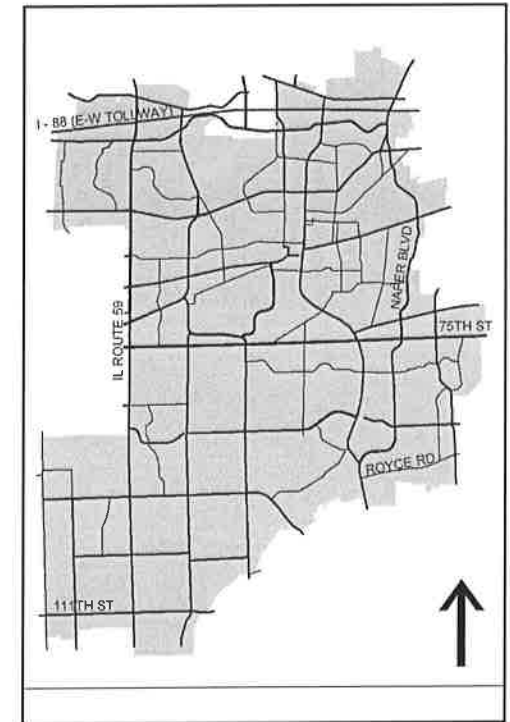 I - 88 (E-W TOLLWAY)
NAPER BLVD
IL ROUTE 59
75TH ST
ROYCE RD
111TH ST